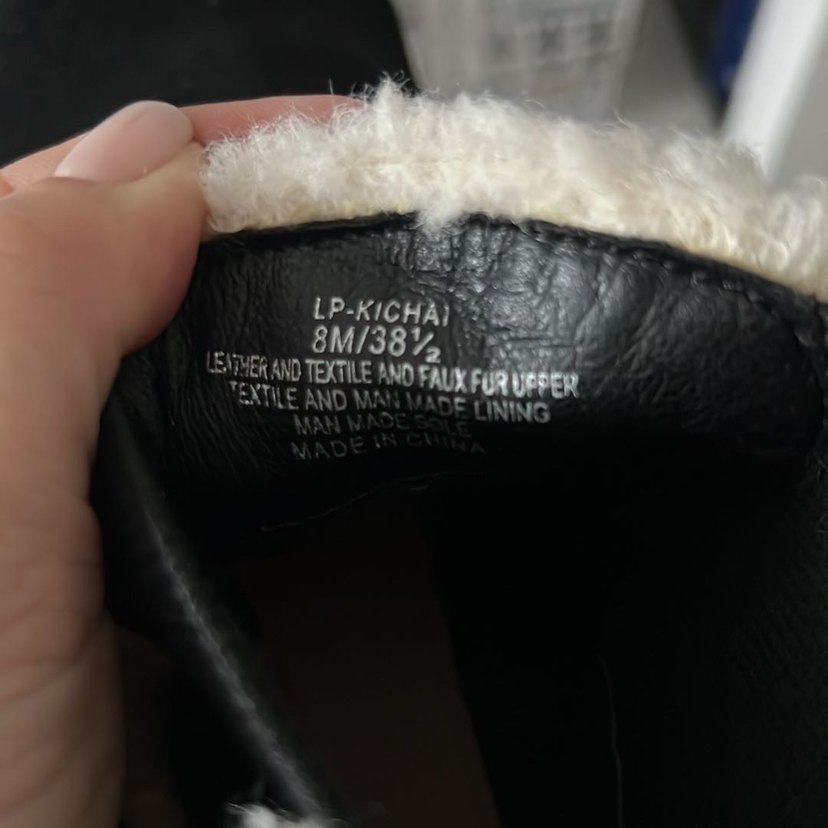 LP-KICHAI
8M/38½
LEATHER AND TEXTILE AND FAUX FUR UPPER
TEXTILE AND MAN MADE LINING
MAN MADE SOLE
MADE IN CHINA